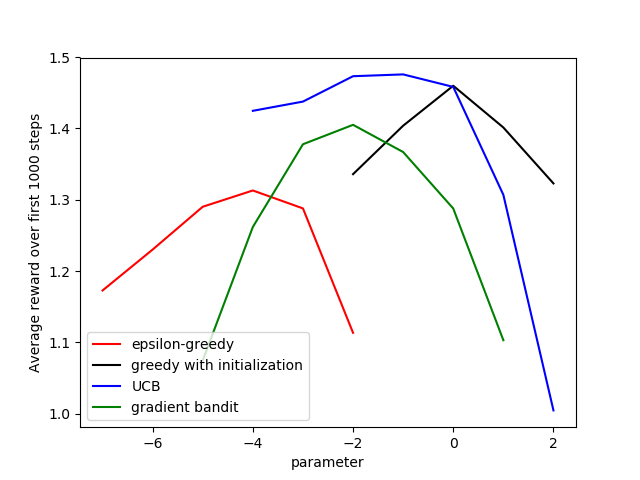 1.5
1.4
1.3
1.2
1.1
1.0
Average reward over first 1000 steps
epsilon-greedy
greedy with initialization
UCB
gradient bandit
−6 −4 −2 0 2
parameter